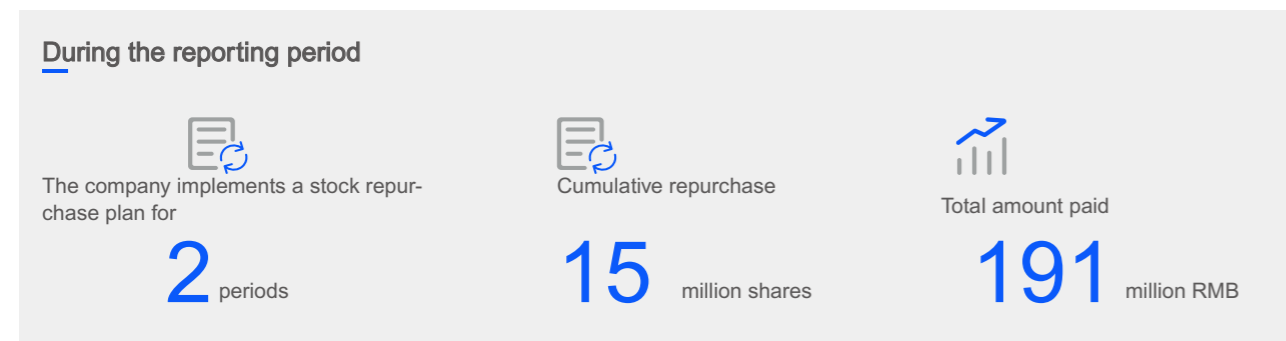 During the reporting period
The company implements a stock repur-
chase plan for
2 periods
Cumulative repurchase
15 million shares
Total amount paid
191 million RMB